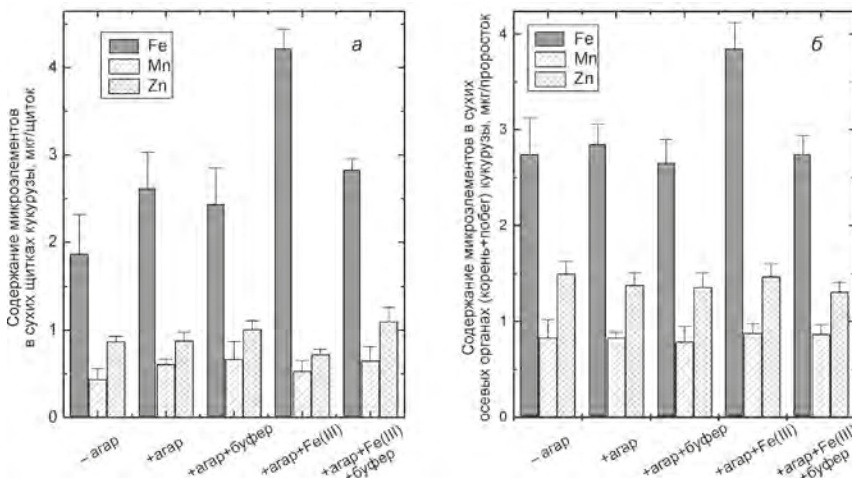 Содержание микроэлементов
в сухих щитках кукурузы, мкг/щиток
4
3
2
1
0
Fe
Mn
Zn
а
– агар
+агар
+агар+буфер
+агар+Fe(III)
+агар+Fe(III)
+буфер
Содержание микроэлементов в сухих
осевых органах (корень+побег) кукурузы, мкг/проросток
4
3
2
1
0
Fe
Mn
Zn
б
– агар
+агар
+агар+буфер
+агар+Fe(III)
+агар+Fe(III)
+буфер